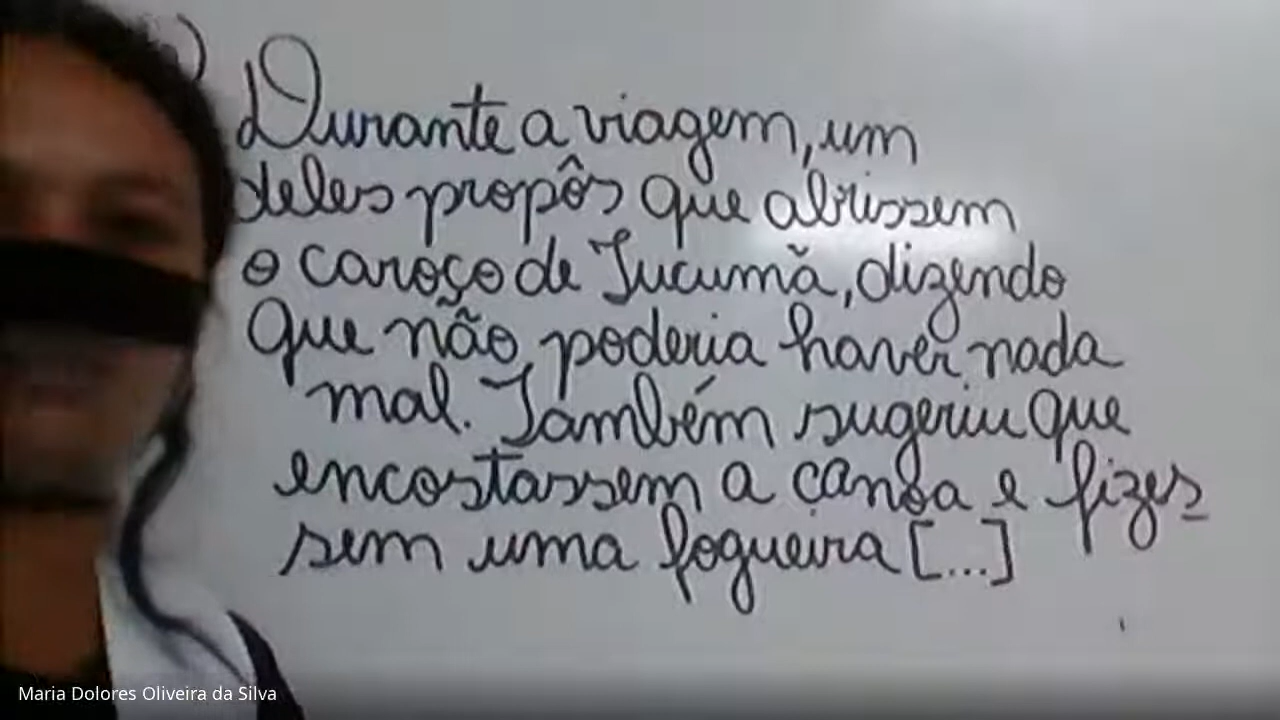 )
Durante a viagem, um
deles propôs que abrissem
o caroço de Tucumã, dizendo
que não poderia haver nada
mal. Também sugeriu que
encostassem a canoa e fizes
sem uma fogueira [...]
Maria Dolores Oliveira da Silva